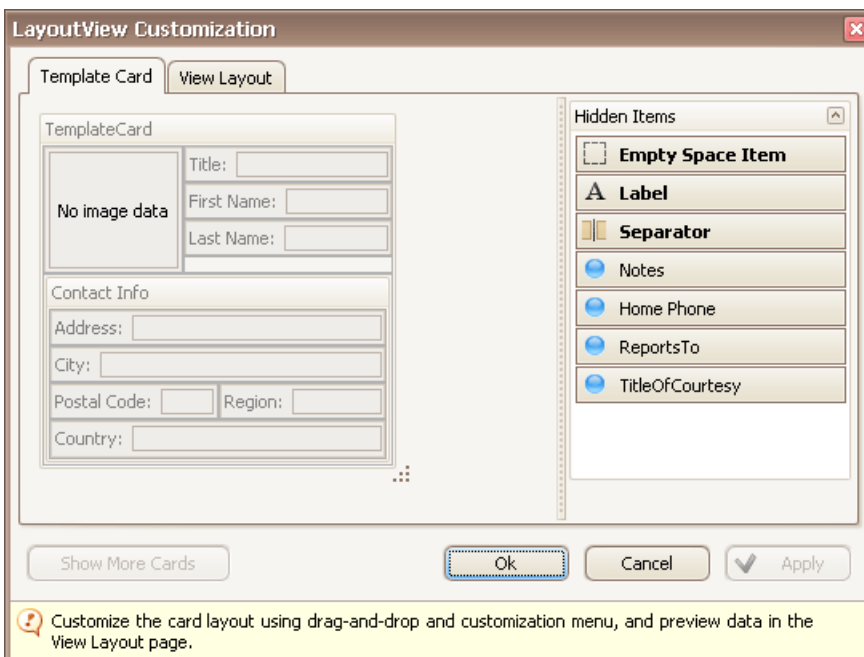 LayoutView Customization
Template Card
View Layout
TemplateCard
No image data
Title:
First Name:
Last Name:
Contact Info
Address:
City:
Postal Code:
Region:
Country:
Hidden Items
Empty Space Item
A Label
Separator
Notes
Home Phone
ReportsTo
TitleOfCourtesy
Show More Cards
Ok
Cancel
Apply
Customize the card layout using drag-and-drop and customization menu, and preview data in the
View Layout page.